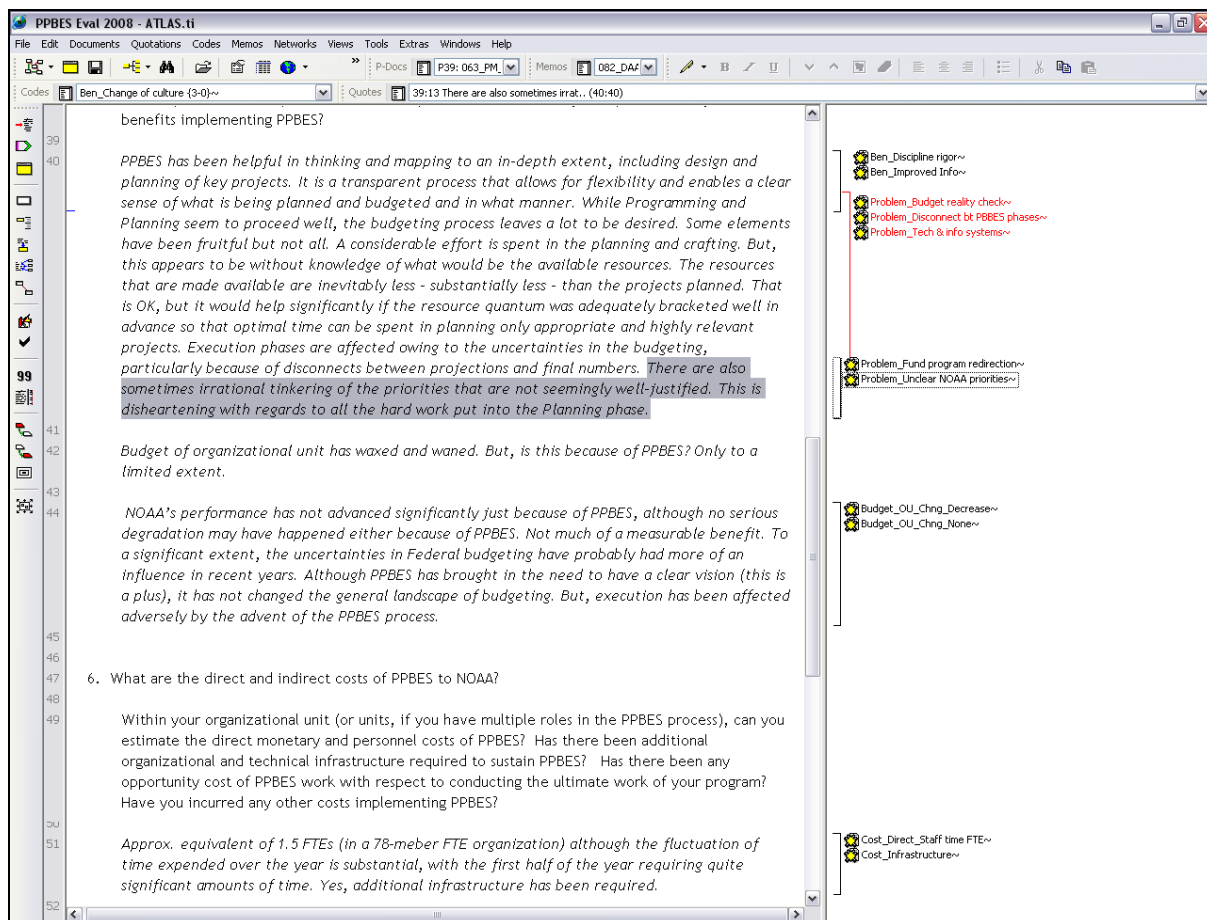 PPBES Eval 2008 - ATLAS.ti
File Edit Documents Quotations Codes Memos Networks Views Tools Extras Windows Help
» P-Docs P39: 063_PM_ Memos 082_DAA B I U
Codes Ben_Change of culture {3-0}~ Quotes 39:13 There are also sometimes irrat.. (40:40)
benefits implementing PPBES?
39
40 PPBES has been helpful in thinking and mapping to an in-depth extent, including design and
planning of key projects. It is a transparent process that allows for flexibility and enables a clear
sense of what is being planned and budgeted and in what manner. While Programming and
Planning seem to proceed well, the budgeting process leaves a lot to be desired. Some elements
have been fruitful but not all. A considerable effort is spent in the planning and crafting. But,
this appears to be without knowledge of what would be the available resources. The resources
that are made available are inevitably less - substantially less - than the projects planned. That
is OK, but it would help significantly if the resource quantum was adequately bracketed well in
advance so that optimal time can be spent in planning only appropriate and highly relevant
projects. Execution phases are affected owing to the uncertainties in the budgeting,
particularly because of disconnects between projections and final numbers. There are also
sometimes irrational tinkering of the priorities that are not seemingly well-justified. This is
disheartening with regards to all the hard work put into the Planning phase.
41
42 Budget of organizational unit has waxed and waned. But, is this because of PPBES? Only to a
limited extent.
43
44 NOAA's performance has not advanced significantly just because of PPBES, although no serious
degradation may have happened either because of PPBES. Not much of a measurable benefit. To
a significant extent, the uncertainties in Federal budgeting have probably had more of an
influence in recent years. Although PPBES has brought in the need to have a clear vision (this is
a plus), it has not changed the general landscape of budgeting. But, execution has been affected
adversely by the advent of the PPBES process.
45
46
47 6. What are the direct and indirect costs of PPBES to NOAA?
48
49 Within your organizational unit (or units, if you have multiple roles in the PPBES process), can you
estimate the direct monetary and personnel costs of PPBES? Has there been additional
organizational and technical infrastructure required to sustain PPBES? Has there been any
opportunity cost of PPBES work with respect to conducting the ultimate work of your program?
Have you incurred any other costs implementing PPBES?
50
51 Approx. equivalent of 1.5 FTEs (in a 78-meber FTE organization) although the fluctuation of
time expended over the year is substantial, with the first half of the year requiring quite
significant amounts of time. Yes, additional infrastructure has been required.
52
99
Ben_Discipline rigor~
Ben_Improved Info~
Problem_Budget reality check~
Problem_Disconnect bt PBBES phases~
Problem_Tech & info systems~
Problem_Fund program redirection~
Problem_Unclear NOAA priorities~
Budget_OU_Chng_Decrease~
Budget_OU_Chng_None~
Cost_Direct_Staff time FTE~
Cost_Infrastructure~